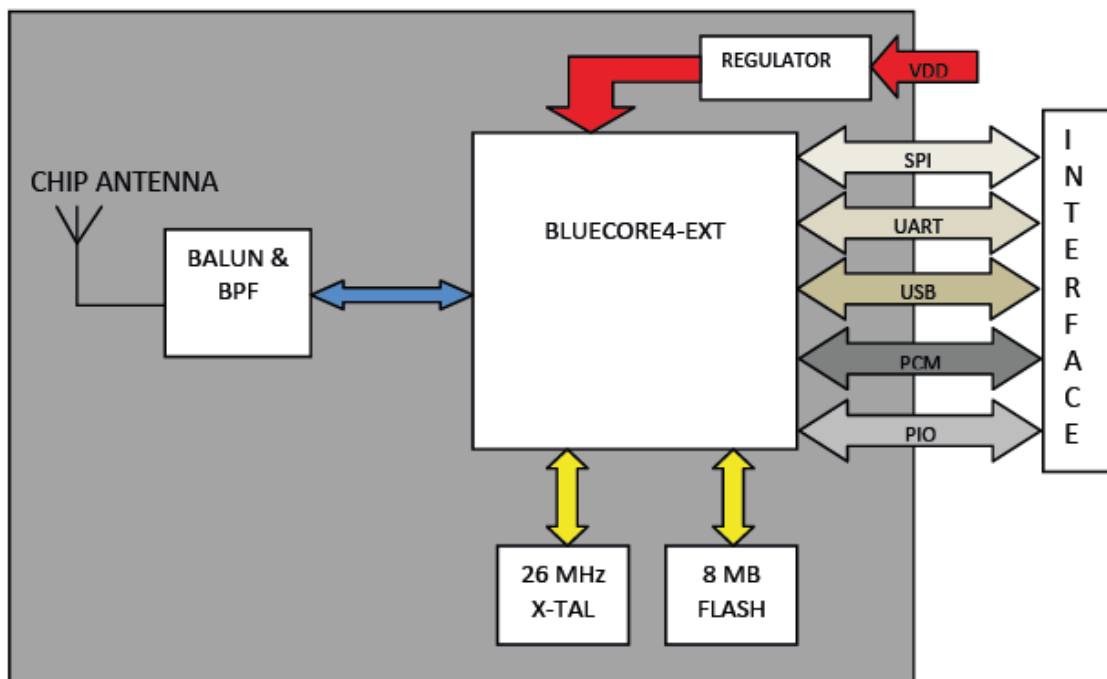 REGULATOR
VDD
CHIP ANTENNA
BALUN &
BPF
BLUECORE4-EXT
SPI
UART
USB
PCM
PIO
INTERFACE
26 MHz
X-TAL
8 MB
FLASH